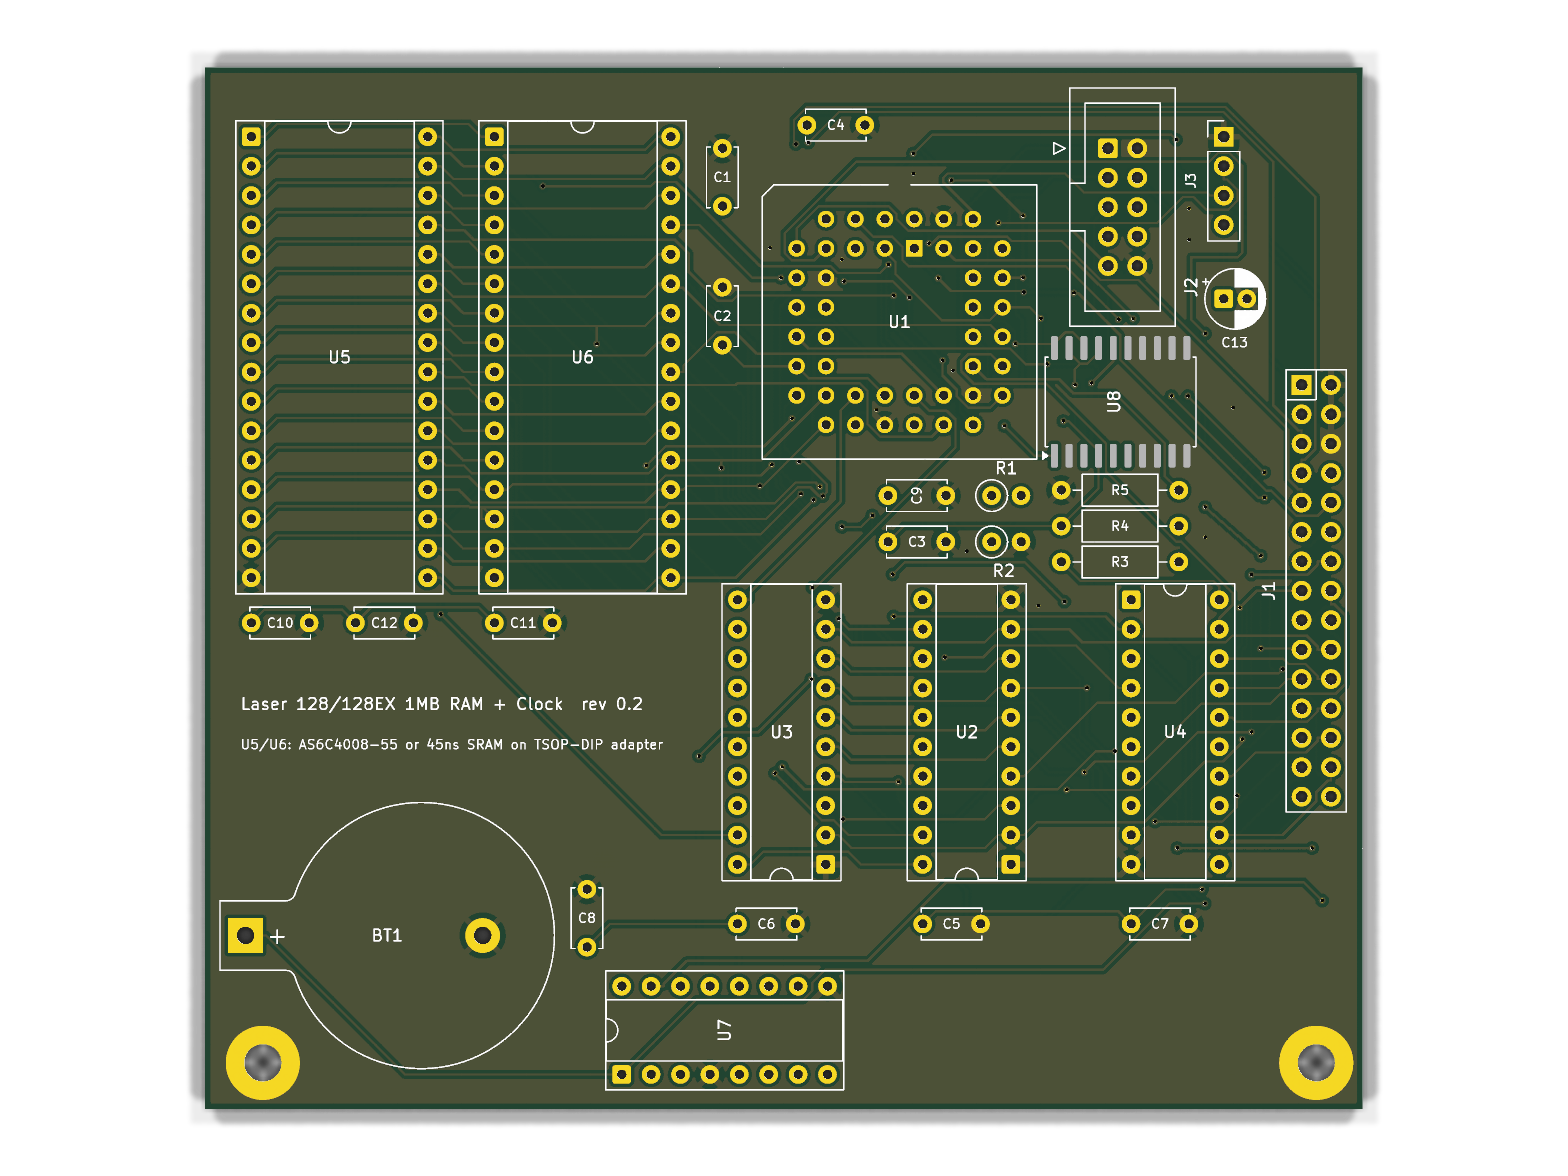 C4
C1
J3
J2
+
U1
C2
C13
U5
U6
U8
R1
C9
R5
R4
C3
R3
R2
J1
C10
C12
C11
Laser 128/128EX 1MB RAM + Clock rev 0.2
U3
U2
U4
U5/U6: AS6C4008-55 or 45ns SRAM on TSOP-DIP adapter
C8
C6
C5
C7
+
BT1
U7